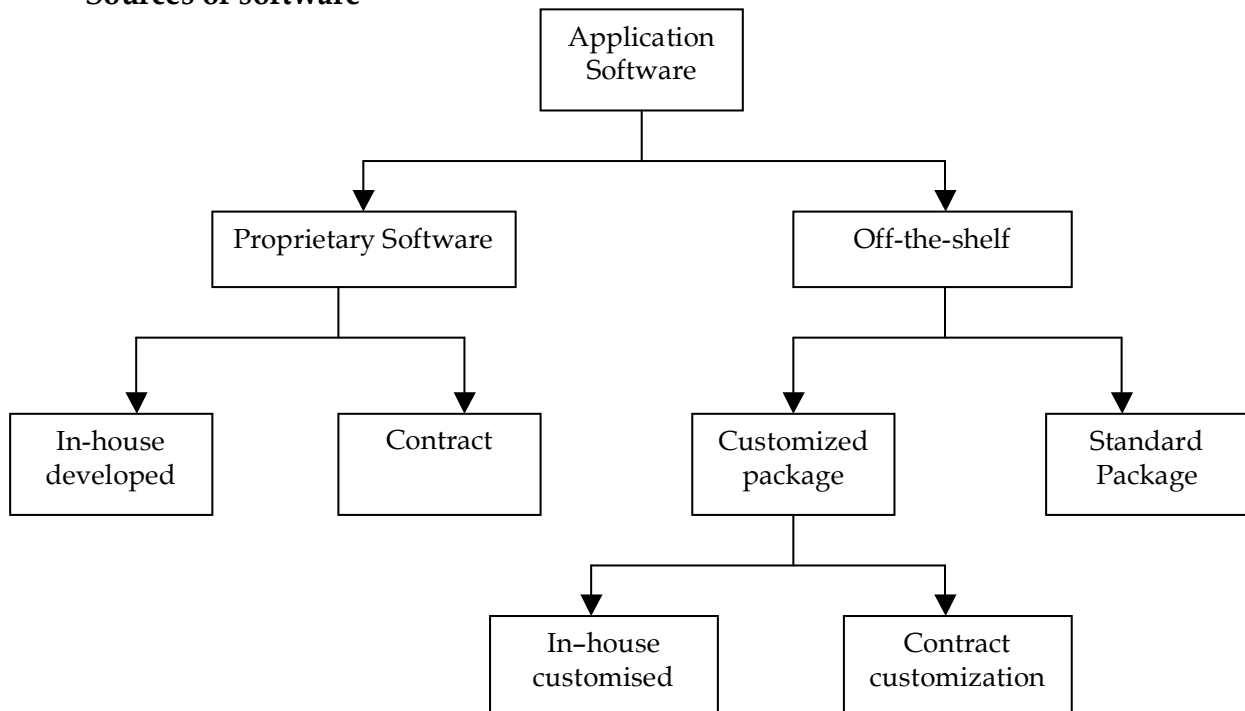 Sources of software
Application
Software
Proprietary Software
Off-the-shelf
In-house
developed
Contract
Customized
package
Standard
Package
In–house
customised
Contract
customization